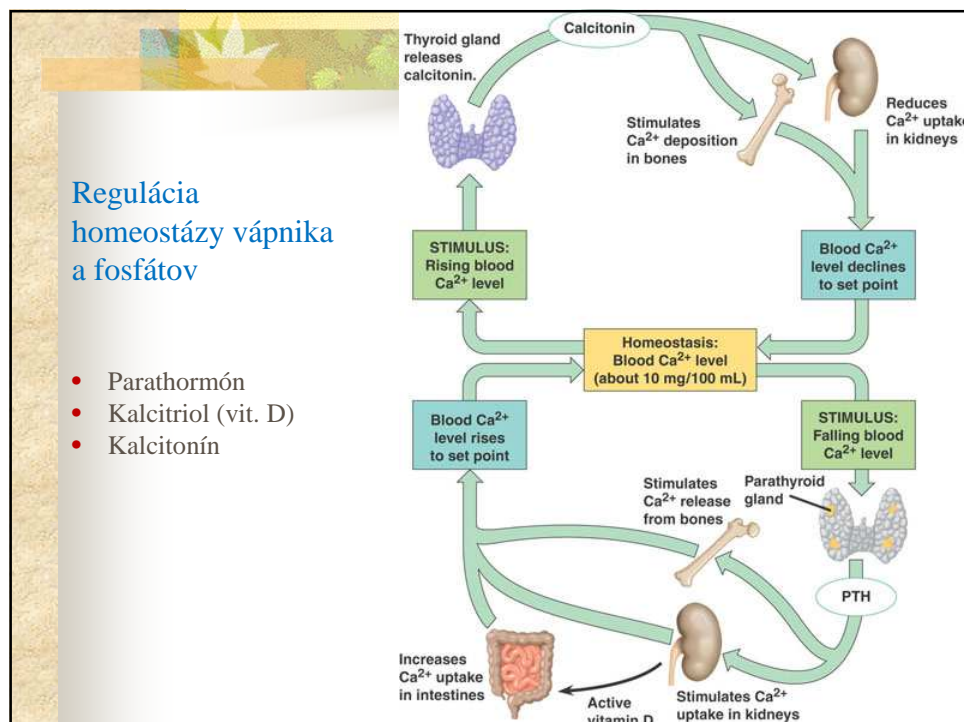 Regulácia
homeostázy vápnika
a fosfátov
• Parathormón
• Kalcitriol (vit. D)
• Kalcitonín
Calcitonin
Thyroid gland
releases
calcitonin.
Stimulates
Ca2+ deposition
in bones
Reduces
Ca2+ uptake
in kidneys
STIMULUS:
Rising blood
Ca2+ level
Blood Ca2+
level declines
to set point
Homeostasis:
Blood Ca2+ level
(about 10 mg/100 mL)
Blood Ca2+
level rises
to set point
STIMULUS:
Falling blood
Ca2+ level
Stimulates
Ca2+ release
from bones
Parathyroid
gland
PTH
Increases
Ca2+ uptake
in intestines
Active
vitamin D
Stimulates Ca2+
uptake in kidneys